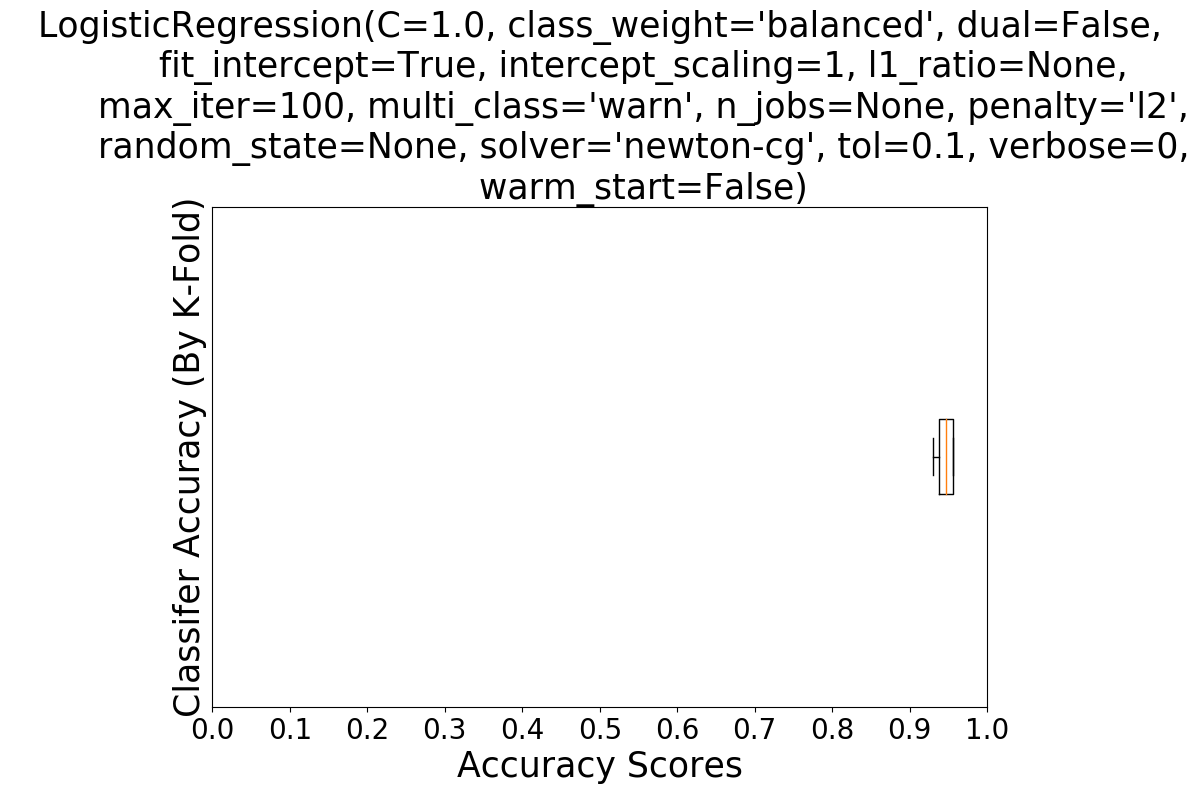 LogisticRegression(C=1.0, class_weight='balanced', dual=False,
fit_intercept=True, intercept_scaling=1, l1_ratio=None,
max_iter=100, multi_class='warn', n_jobs=None, penalty='l2',
random_state=None, solver='newton-cg', tol=0.1, verbose=0,
warm_start=False)
Classifer Accuracy (By K-Fold)
0.0 0.1 0.2 0.3 0.4 0.5 0.6 0.7 0.8 0.9 1.0
Accuracy Scores